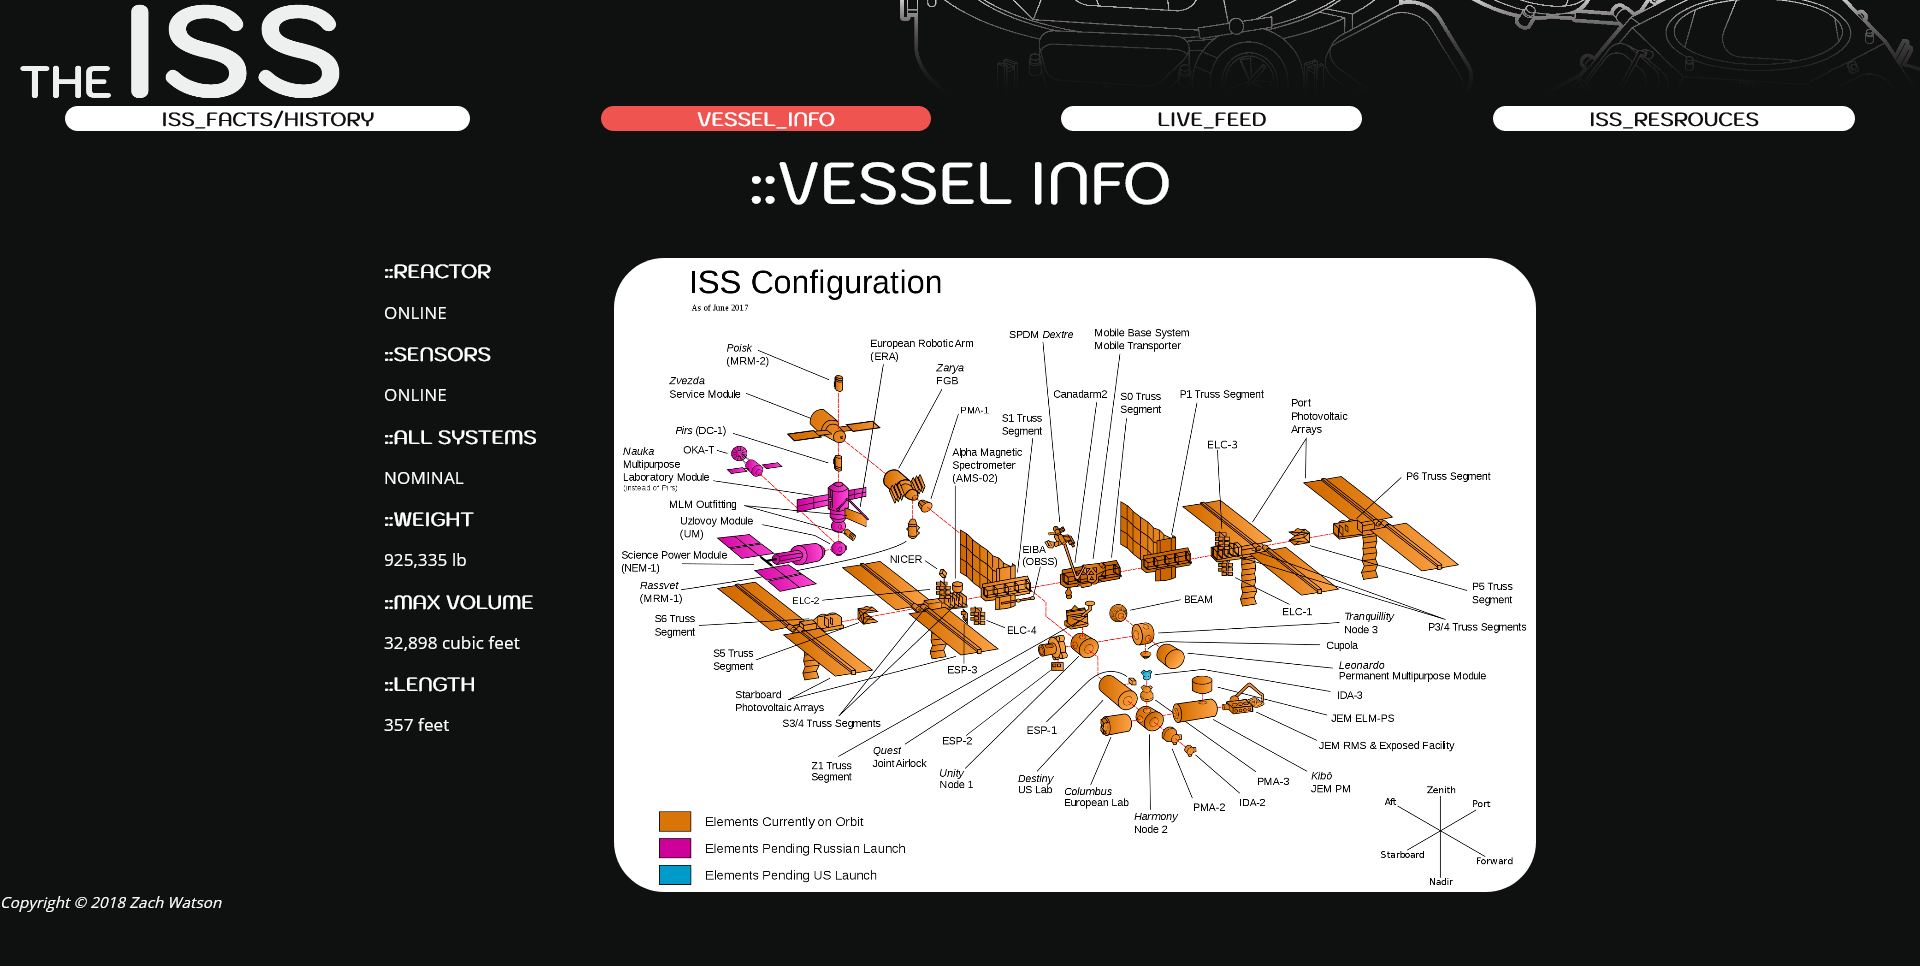 THE ISS
ISS_FACTS/HISTORY
VESSEL_INFO
LIVE_FEED
ISS_RESROUCES
::VESSEL INFO
::REACTOR
ONLINE
::SENSORS
ONLINE
::ALL SYSTEMS
NOMINAL
::WEIGHT
925,335 lb
::MAX VOLUME
32,898 cubic feet
::LENGTH
357 feet
ISS Configuration
As of June 2017
Poisk
(MRM-2)
Zvezda
Service Module
Pirs (DC-1)
OKA-T
Nauka
Multipurpose
Laboratory Module
(instead of Pirs)
MLM Outfitting
Uzlovoy Module
(UM)
Science Power Module
(NEM-1)
Rassvet
(MRM-1)
European Robotic Arm
(ERA)
Zarya
FGB
PMA-1
S1 Truss
Segment
Alpha Magnetic
Spectrometer
(AMS-02)
SPDM Dextre
Mobile Base System
Mobile Transporter
Canadarm2
S0 Truss
Segment
P1 Truss Segment
Port
Photovoltaic
Arrays
ELC-3
P6 Truss Segment
EIBA
(OBSS)
NICER
ELC-2
S6 Truss
Segment
S5 Truss
Segment
Starboard
Photovoltaic Arrays
S3/4 Truss Segments
ELC-4
ESP-3
BEAM
ELC-1
P5 Truss
Segment
P3/4 Truss Segments
Tranquillity
Node 3
Cupola
Leonardo
Permanent Multipurpose Module
IDA-3
JEM ELM-PS
JEM RMS & Exposed Facility
Kibō
JEM PM
PMA-3
IDA-2
PMA-2
Harmony
Node 2
Columbus
European Lab
Destiny
US Lab
ESP-1
Unity
Node 1
ESP-2
Quest
Joint Airlock
Z1 Truss
Segment
Elements Currently on Orbit
Elements Pending Russian Launch
Elements Pending US Launch
Zenith
Aft
Port
Starboard
Forward
Nadir
Copyright © 2018 Zach Watson